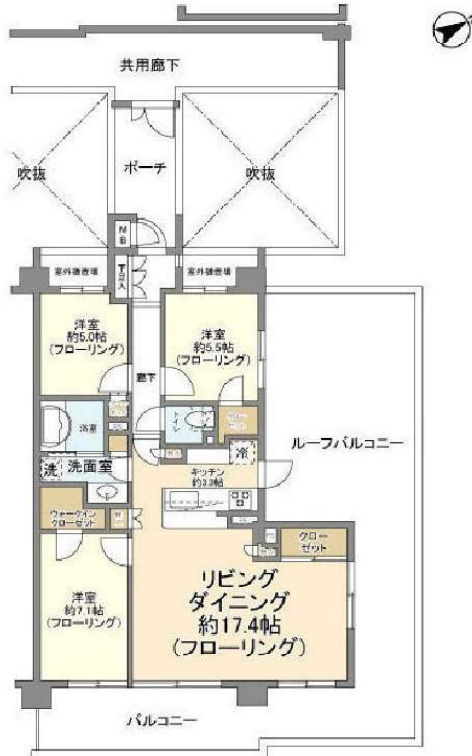 共用廊下
吹抜
ポーチ
吹抜
MB
下足入
室外機置場
室外機置場
洋室
約5.0帖
(フローリング)
洋室
約5.5帖
(フローリング)
廊下
浴室
トイレ
洗
洗面室
キッチン
約3.3帖
冷
ルーフバルコニー
ウォークイン
クローゼット
クロー
ゼット
洋室
約7.1帖
(フローリング)
リビング
ダイニング
約17.4帖
(フローリング)
バルコニー